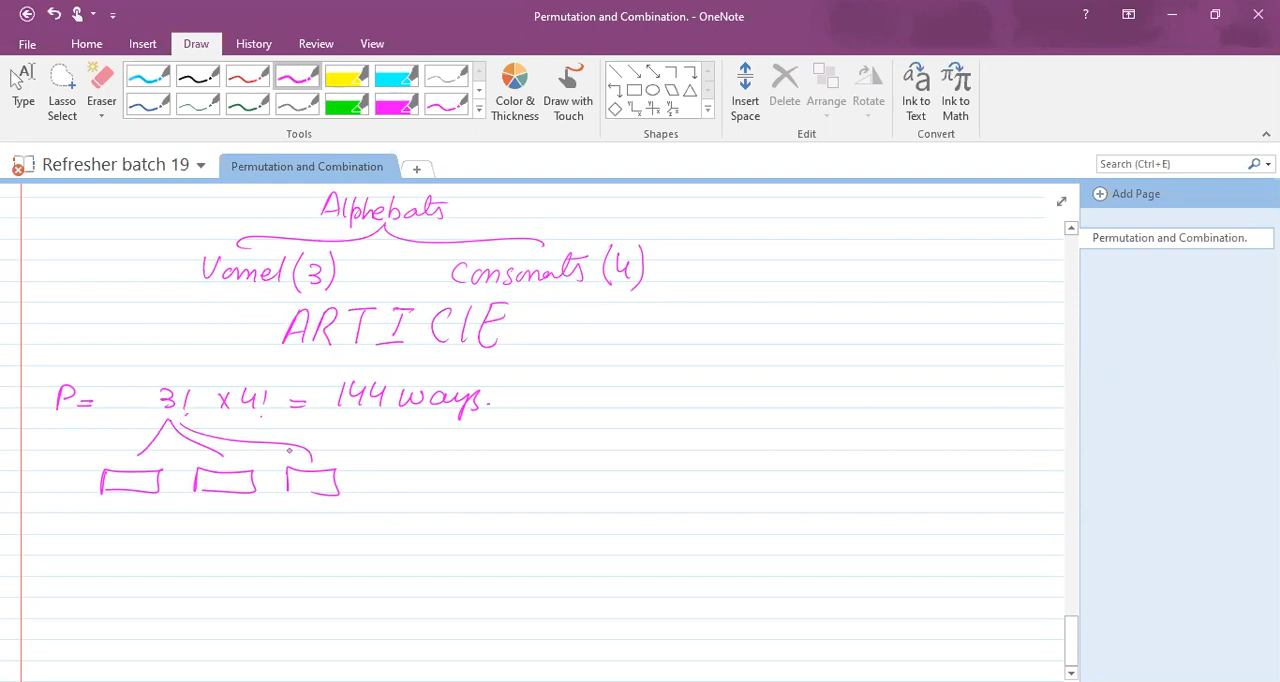 Permutation and Combination. - OneNote
?
File Home Insert Draw History Review View
Type
Lasso Select
Eraser
Color & Thickness
Draw with Touch
Insert Space
Delete
Arrange
Rotate
Ink to Text
Ink to Math
Tools
Shapes
Edit
Convert
Refresher batch 19
Permutation and Combination
Search (Ctrl+E)
Add Page
Permutation and Combination.
Alphebats
Vowel (3) Consonats (4)
ARTICLE
P = 3! × 4! = 144 ways.